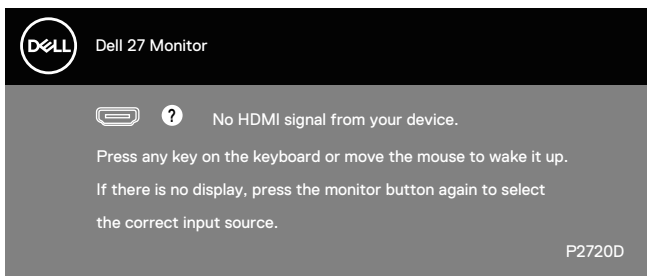 DELL
Dell 27 Monitor
? No HDMI signal from your device.
Press any key on the keyboard or move the mouse to wake it up.
If there is no display, press the monitor button again to select
the correct input source.
P2720D